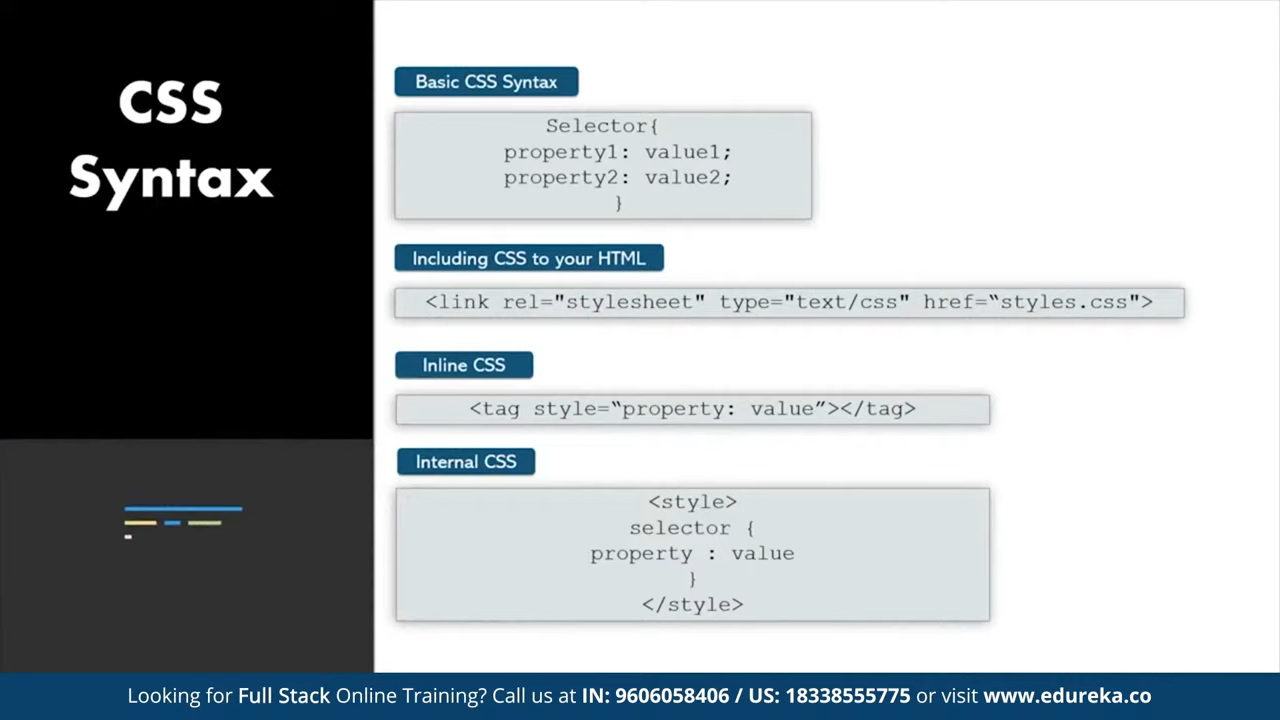 CSS
Syntax
Basic CSS Syntax
Selector{
property1: value1;
property2: value2;
}
Including CSS to your HTML
<link rel="stylesheet" type="text/css" href=“styles.css">
Inline CSS
<tag style=“property: value”></tag>
Internal CSS
<style>
selector {
property : value
}
</style>
Looking for Full Stack Online Training? Call us at IN: 9606058406 / US: 18338555775 or visit www.edureka.co